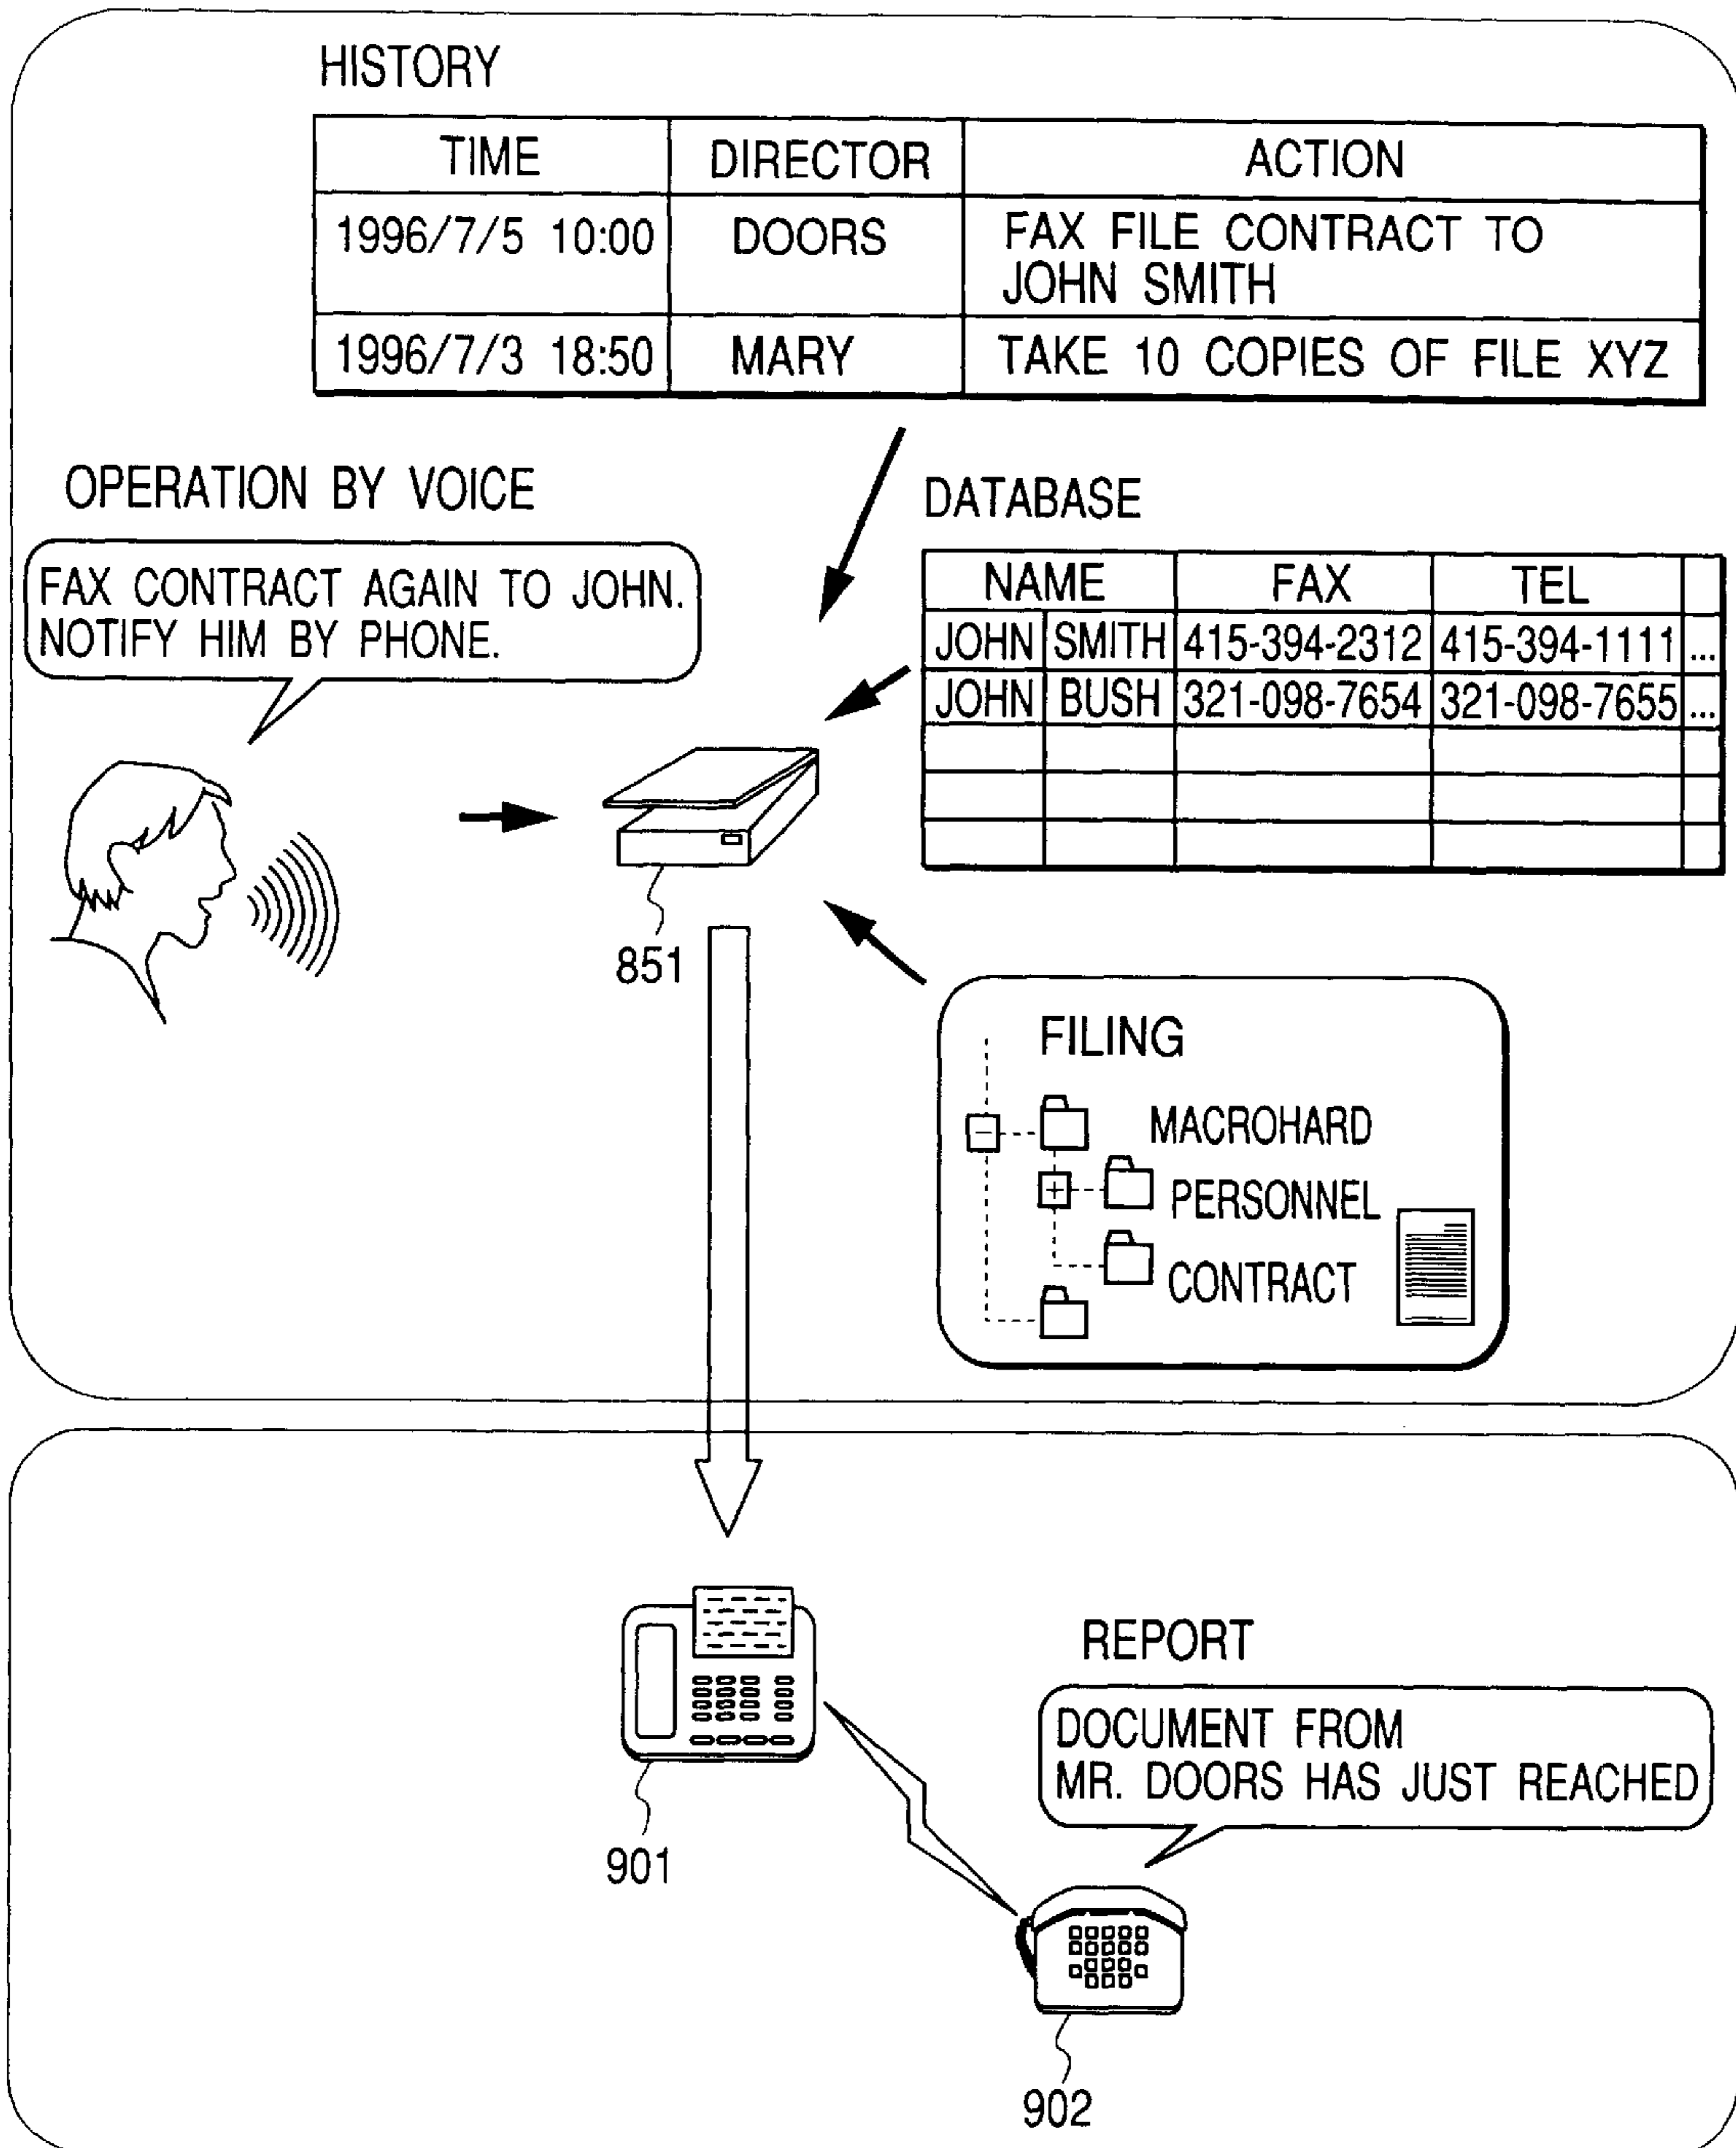 HISTORY
TIME DIRECTOR ACTION
1996/7/5 10:00 DOORS FAX FILE CONTRACT TO
JOHN SMITH
1996/7/3 18:50 MARY TAKE 10 COPIES OF FILE XYZ
OPERATION BY VOICE
FAX CONTRACT AGAIN TO JOHN.
NOTIFY HIM BY PHONE.
DATABASE
NAME FAX TEL
JOHN SMITH 415-394-2312 415-394-1111 ...
JOHN BUSH 321-098-7654 321-098-7655 ...
851
FILING
MACROHARD
PERSONNEL
CONTRACT
901
REPORT
DOCUMENT FROM
MR. DOORS HAS JUST REACHED
902